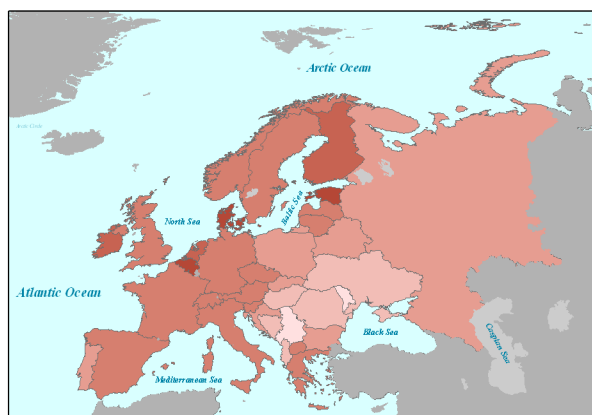 Arctic Ocean
Arctic Circle
North Sea
Baltic Sea
Atlantic Ocean
Black Sea
Caspian Sea
Mediterranean Sea